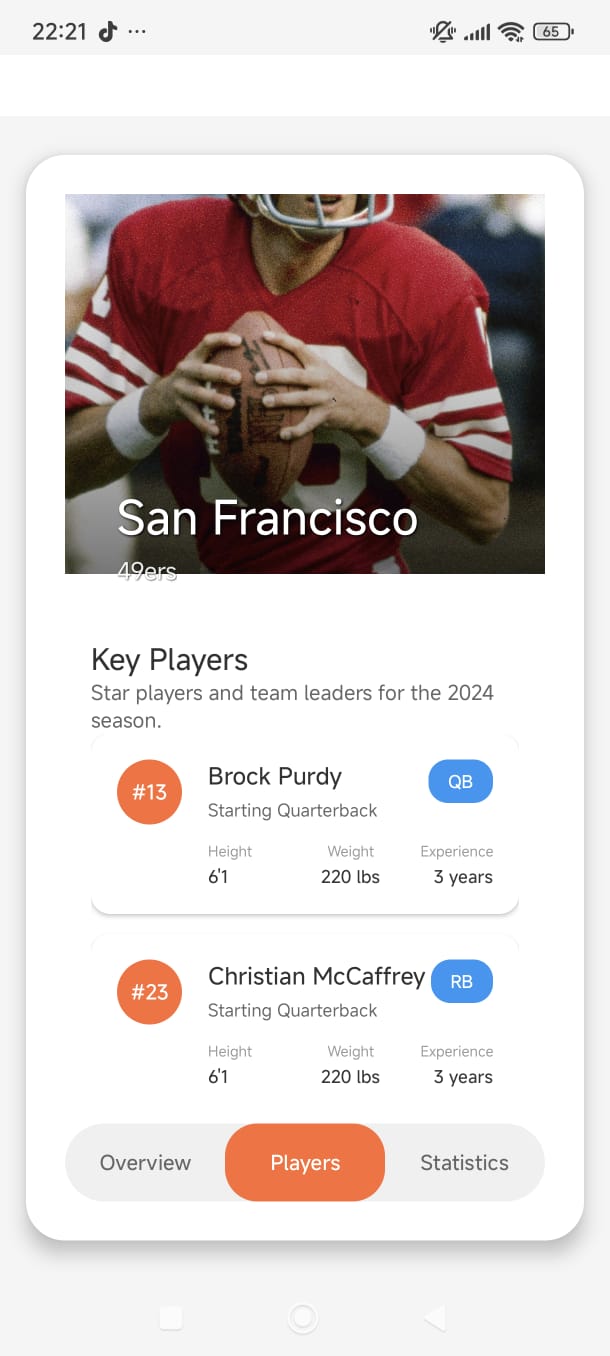 22:21
65
San Francisco
49ers
Key Players
Star players and team leaders for the 2024
season.
#13
Brock Purdy
QB
Starting Quarterback
Height Weight Experience
6'1 220 lbs 3 years
#23
Christian McCaffrey
RB
Starting Quarterback
Height Weight Experience
6'1 220 lbs 3 years
Overview Players Statistics